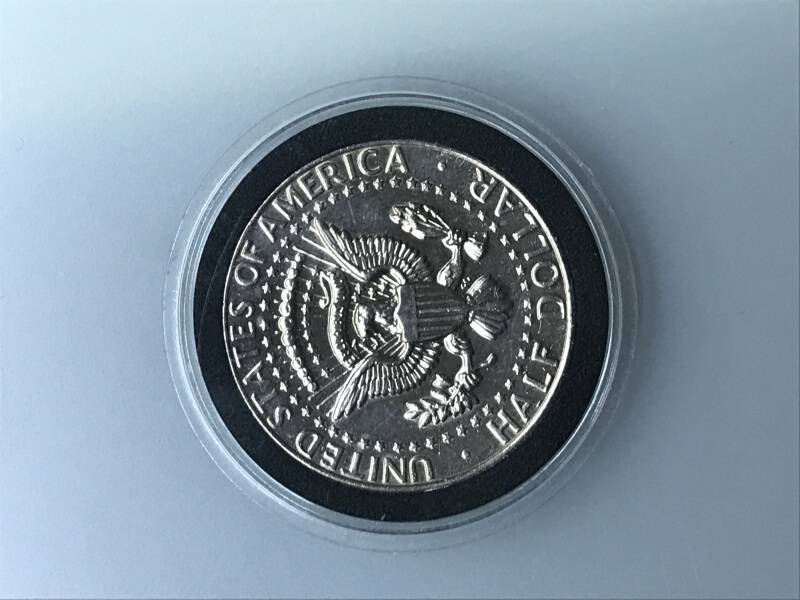 UNITED STATES OF AMERICA
HALF DOLLAR